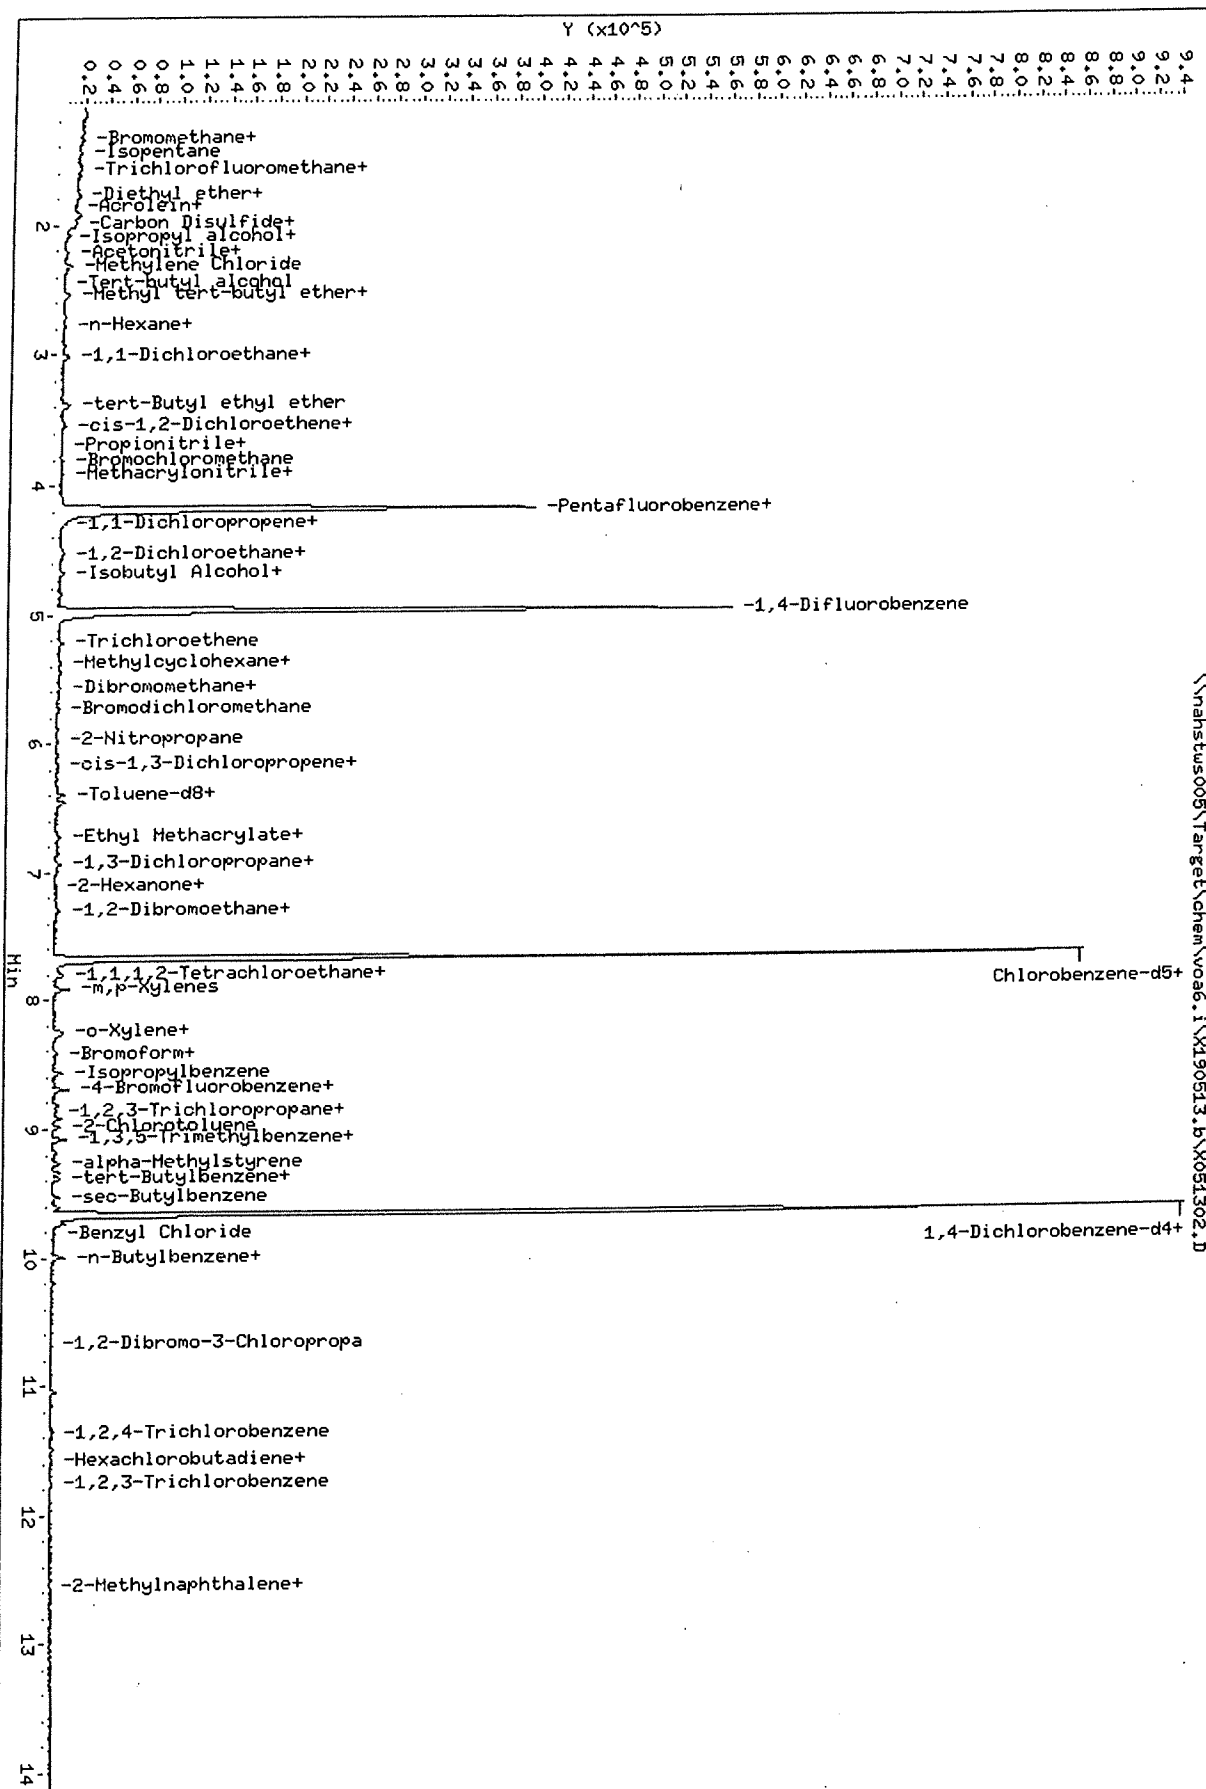 Y (x10^5)
0.2
0.4
0.6
0.8
1.0
1.2
1.4
1.6
1.8
2.0
2.2
2.4
2.6
2.8
3.0
3.2
3.4
3.6
3.8
4.0
4.2
4.4
4.6
4.8
5.0
5.2
5.4
5.6
5.8
6.0
6.2
6.4
6.6
6.8
7.0
7.2
7.4
7.6
7.8
8.0
8.2
8.4
8.6
8.8
9.0
9.2
9.4
-Bromomethane+
-Isopentane
-Trichlorofluoromethane+
-Diethyl ether+
-Acrolein+
-Carbon Disulfide+
2
-Isopropyl alcohol+
-Acetonitrile+
-Methylene Chloride
-Tert-butyl alcohol
-Methyl tert-butyl ether+
-n-Hexane+
3
-1,1-Dichloroethane+
-tert-Butyl ethyl ether
-cis-1,2-Dichloroethene+
-Propionitrile+
-Bromochloromethane
-Methacrylonitrile+
4
-Pentafluorobenzene+
-1,1-Dichloropropene+
-1,2-Dichloroethane+
-Isobutyl Alcohol+
-1,4-Difluorobenzene
5
-Trichloroethene
-Methylcyclohexane+
-Dibromomethane+
-Bromodichloromethane
-2-Nitropropane
6
-cis-1,3-Dichloropropene+
-Toluene-d8+
-Ethyl Methacrylate+
-1,3-Dichloropropane+
7
-2-Hexanone+
-1,2-Dibromoethane+
Min
-1,1,1,2-Tetrachloroethane+
Chlorobenzene-d5+
-m,p-Xylenes
8
-o-Xylene+
-Bromoform+
-Isopropylbenzene
-4-Bromofluorobenzene+
-1,2,3-Trichloropropane+
-2-Chlorotoluene
9
-1,3,5-Trimethylbenzene+
-alpha-Methylstyrene
-tert-Butylbenzene+
-sec-Butylbenzene
-Benzyl Chloride
1,4-Dichlorobenzene-d4+
-n-Butylbenzene+
10
-1,2-Dibromo-3-Chloropropa
11
-1,2,4-Trichlorobenzene
-Hexachlorobutadiene+
-1,2,3-Trichlorobenzene
12
-2-Methylnaphthalene+
13
14
\\nahstws005\Target\chem\voa6.i\X190513.b\X051302.D